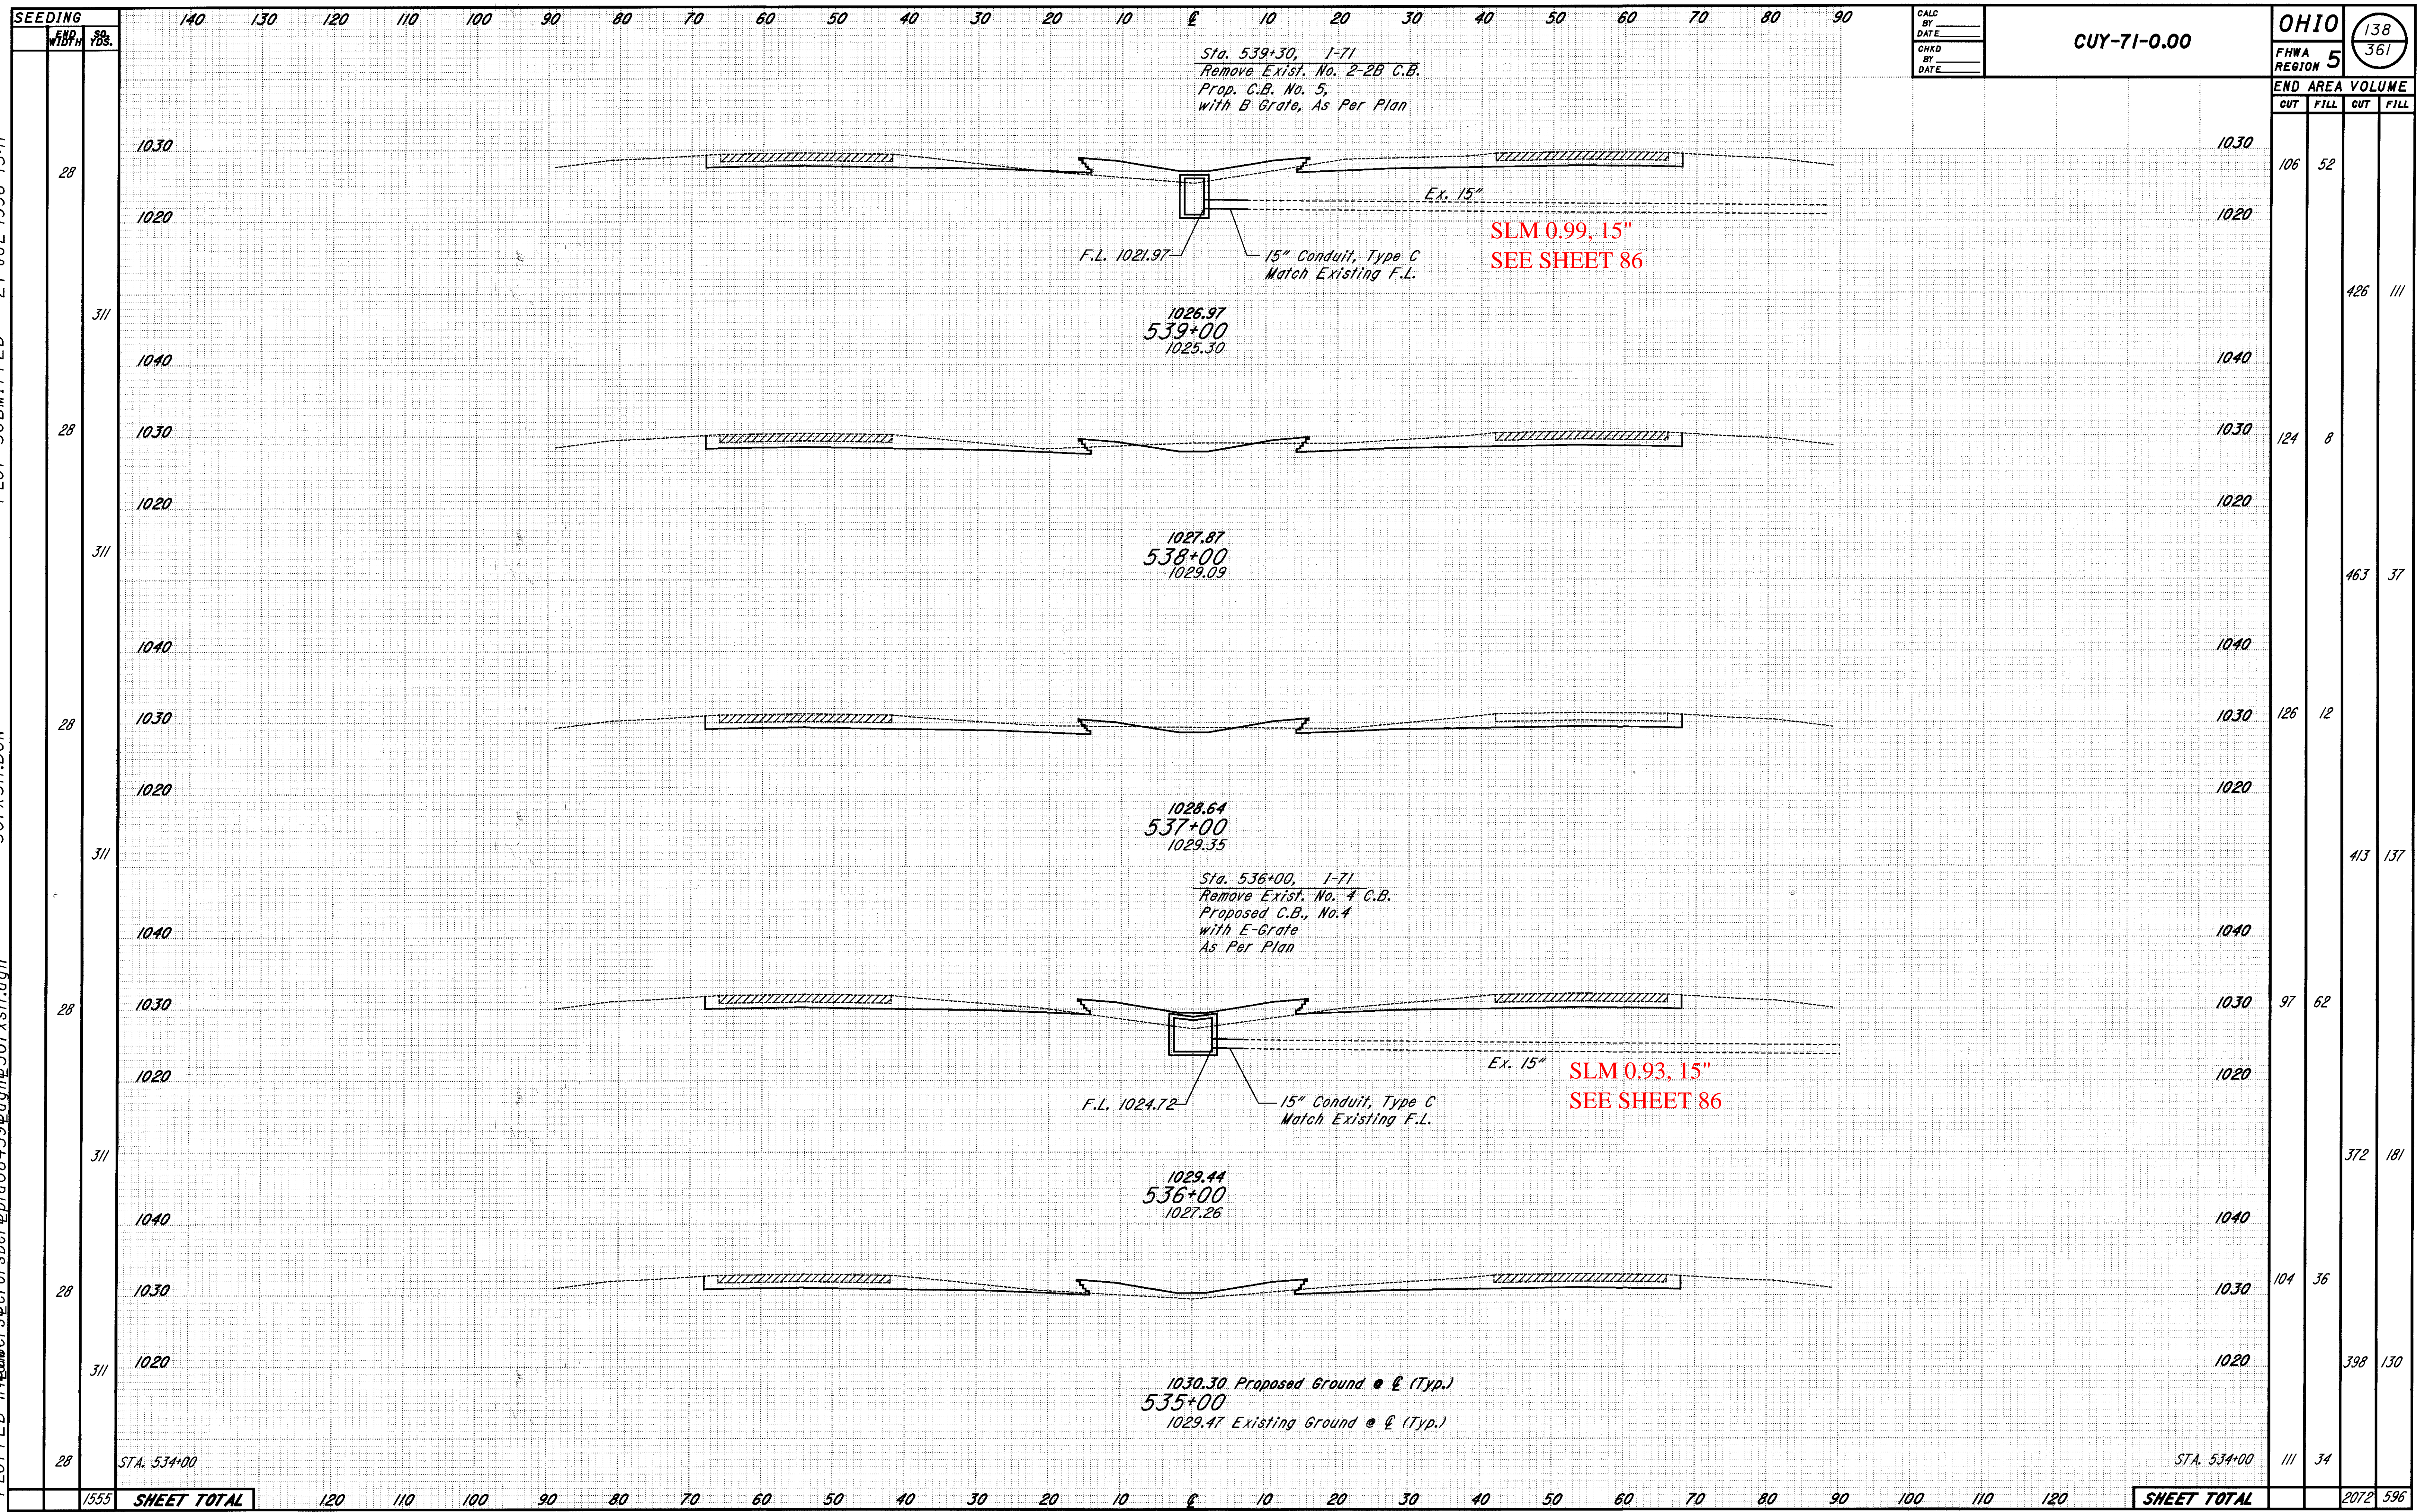 SEEDING
END WIDTH
SQ. YDS.
140 130 120 110 100 90 80 70 60 50 40 30 20 10 ℄ 10 20 30 40 50 60 70 80 90
CALC
BY
DATE
CHKD
BY
DATE
CUY-71-0.00
OHIO
FHWA
REGION 5
138
361
END AREA VOLUME
CUT FILL CUT FILL
Sta. 539+30, I-71
Remove Exist. No. 2-2B C.B.
Prop. C.B. No. 5,
with B Grate, As Per Plan
1030 1030
28 106 52
Ex. 15"
1020 1020
SLM 0.99, 15"
SEE SHEET 86
F.L. 1021.97
15" Conduit, Type C
Match Existing F.L.
426 111
311
1026.97
539+00
1025.30
1040 1040
28 1030 1030 124 8
1020 1020
311
1027.87
538+00
1029.09
463 37
1040 1040
28 1030 1030 126 12
1020 1020
1028.64
537+00
1029.35
311 413 137
Sta. 536+00, I-71
Remove Exist. No. 4 C.B.
Proposed C.B., No.4
with E-Grate
As Per Plan
1040 1040
28 1030 1030 97 62
Ex. 15"
1020 1020
SLM 0.93, 15"
SEE SHEET 86
F.L. 1024.72
15" Conduit, Type C
Match Existing F.L.
311 372 181
1029.44
536+00
1027.26
1040 1040
28 1030 1030 104 36
1020 1020
311 398 130
1030.30 Proposed Ground @ ℄ (Typ.)
535+00
1029.47 Existing Ground @ ℄ (Typ.)
28 STA. 534+00 STA. 534+00 111 34
1555 SHEET TOTAL 120 110 100 90 80 70 60 50 40 30 20 10 ℄ 10 20 30 40 50 60 70 80 90 100 110 120 SHEET TOTAL 2072 596